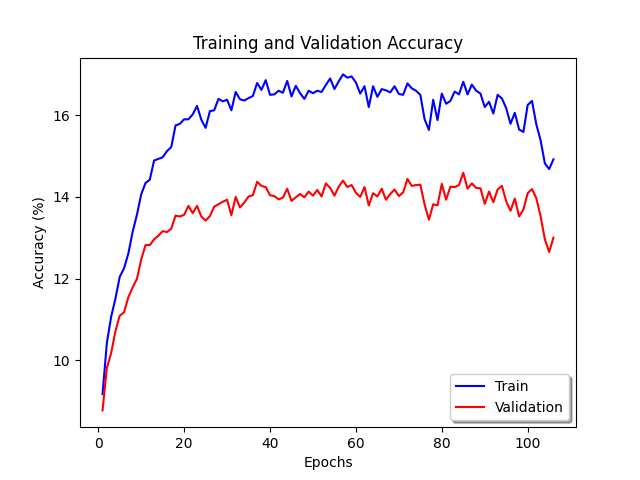 Training and Validation Accuracy
Accuracy (%)
16
14
12
10
Train
Validation
0 20 40 60 80 100
Epochs